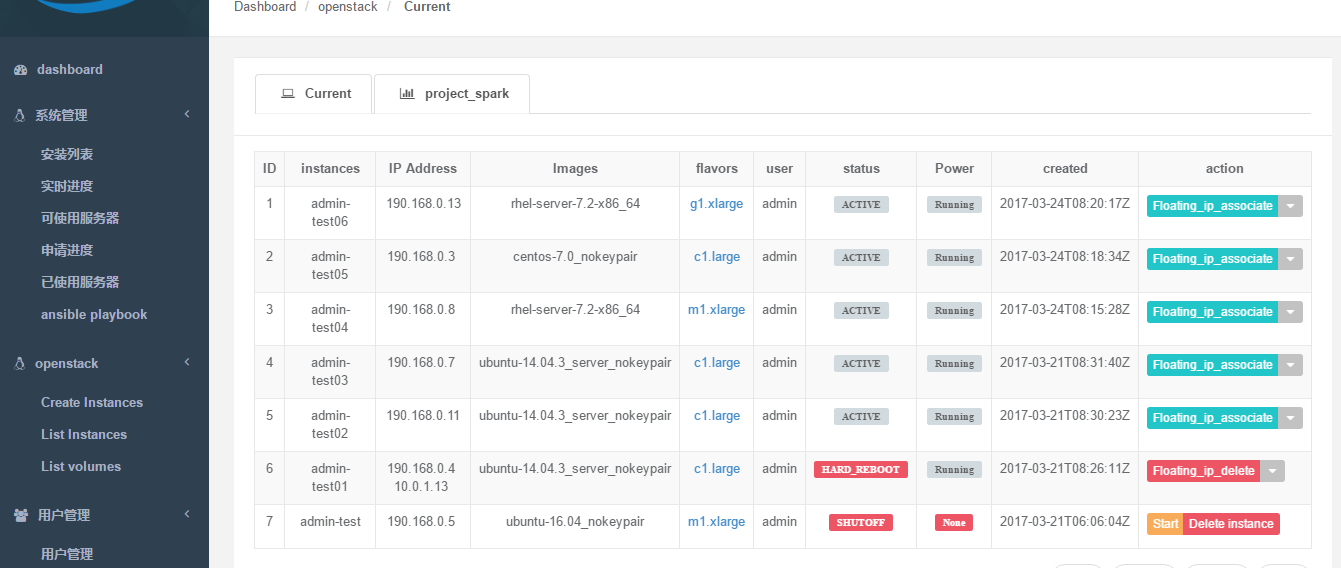 Dashboard / openstack / Current
dashboard
系统管理
安装列表
实时进度
可使用服务器
申请进度
已使用服务器
ansible playbook
openstack
Create Instances
List Instances
List volumes
用户管理
用户管理
Current project_spark
ID instances IP Address Images flavors user status Power created action
1 admin-test06 190.168.0.13 rhel-server-7.2-x86_64 g1.xlarge admin ACTIVE Running 2017-03-24T08:20:17Z Floating_ip_associate
2 admin-test05 190.168.0.3 centos-7.0_nokeypair c1.large admin ACTIVE Running 2017-03-24T08:18:34Z Floating_ip_associate
3 admin-test04 190.168.0.8 rhel-server-7.2-x86_64 m1.xlarge admin ACTIVE Running 2017-03-24T08:15:28Z Floating_ip_associate
4 admin-test03 190.168.0.7 ubuntu-14.04.3_server_nokeypair c1.large admin ACTIVE Running 2017-03-21T08:31:40Z Floating_ip_associate
5 admin-test02 190.168.0.11 ubuntu-14.04.3_server_nokeypair c1.large admin ACTIVE Running 2017-03-21T08:30:23Z Floating_ip_associate
6 admin-test01 190.168.0.4 10.0.1.13 ubuntu-14.04.3_server_nokeypair c1.large admin HARD_REBOOT Running 2017-03-21T08:26:11Z Floating_ip_delete
7 admin-test 190.168.0.5 ubuntu-16.04_nokeypair m1.xlarge admin SHUTOFF None 2017-03-21T06:06:04Z Start Delete instance